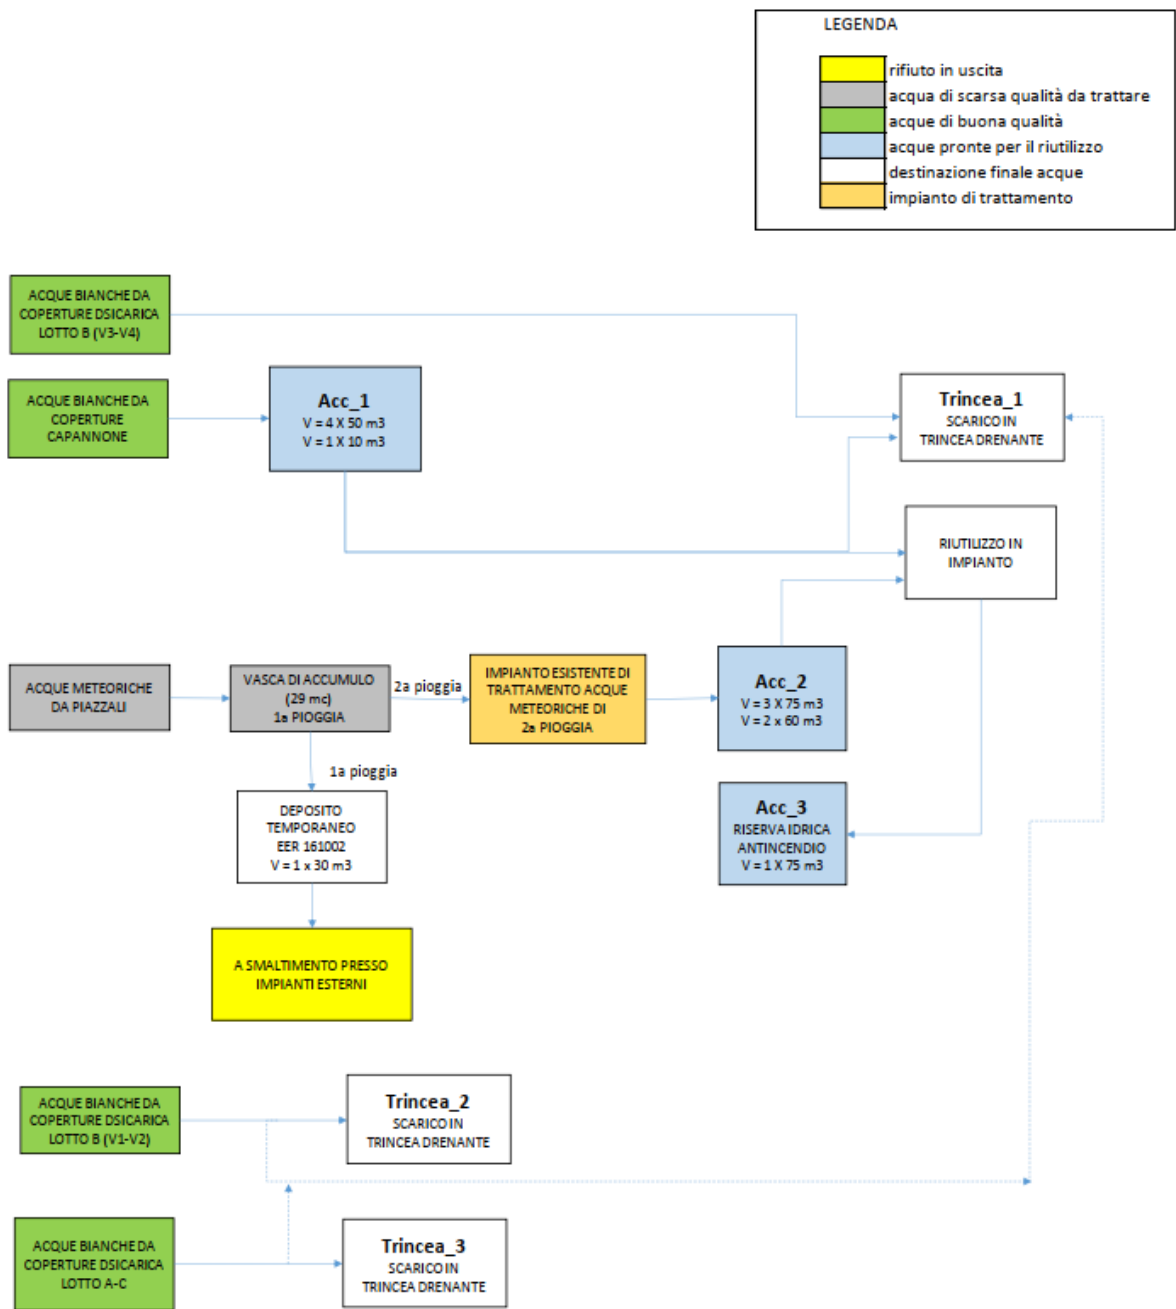 LEGENDA
rifiuto in uscita
acqua di scarsa qualità da trattare
acque di buona qualità
acque pronte per il riutilizzo
destinazione finale acque
impianto di trattamento
ACQUE BIANCHE DA
COPERTURE DSICARICA
LOTTO B (V3-V4)
ACQUE BIANCHE DA
COPERTURE
CAPANNONE
Acc_1
V = 4 X 50 m3
V = 1 X 10 m3
Trincea_1
SCARICO IN
TRINCEA DRENANTE
RIUTILIZZO IN
IMPIANTO
ACQUE METEORICHE
DA PIAZZALI
VASCA DI ACCUMULO
(29 mc)
1a PIOGGIA
2a pioggia
IMPIANTO ESISTENTE DI
TRATTAMENTO ACQUE
METEORICHE DI
2a PIOGGIA
Acc_2
V = 3 X 75 m3
V = 2 x 60 m3
1a pioggia
DEPOSITO
TEMPORANEO
EER 161002
V = 1 x 30 m3
Acc_3
RISERVA IDRICA
ANTINCENDIO
V = 1 X 75 m3
A SMALTIMENTO PRESSO
IMPIANTI ESTERNI
ACQUE BIANCHE DA
COPERTURE DSICARICA
LOTTO B (V1-V2)
Trincea_2
SCARICO IN
TRINCEA DRENANTE
ACQUE BIANCHE DA
COPERTURE DSICARICA
LOTTO A-C
Trincea_3
SCARICO IN
TRINCEA DRENANTE